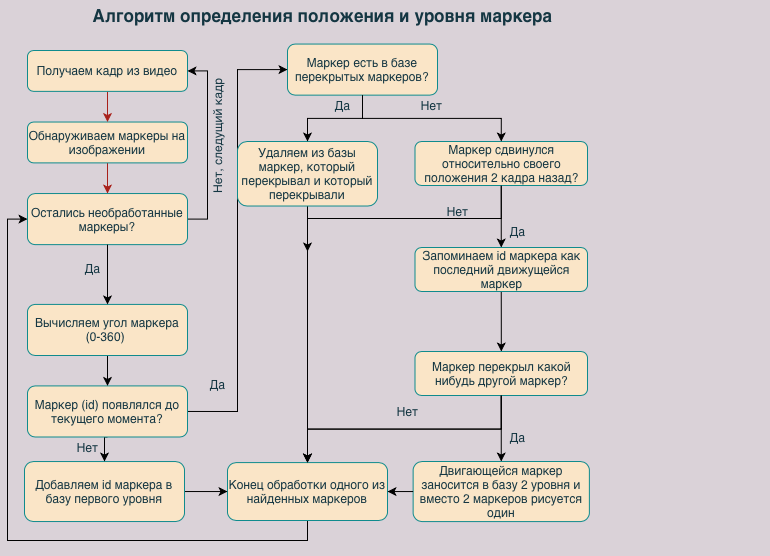 Алгоритм определения положения и уровня маркера
Получаем кадр из видео
Обнаруживаем маркеры на
изображении
Остались необработанные
маркеры?
Нет, следущий кадр
Да
Вычисляем угол маркера
(0-360)
Маркер (id) появлялся до
текущего момента?
Да
Нет
Добавляем id маркера в
базу первого уровня
Маркер есть в базе
перекрытых маркеров?
Да
Нет
Удаляем из базы
маркер, который
перекрывал и который
перекрывали
Маркер сдвинулся
относительно своего
положения 2 кадра назад?
Нет
Да
Запоминаем id маркера как
последний движущейся
маркер
Маркер перекрыл какой
нибудь другой маркер?
Нет
Да
Двигающейся маркер
заносится в базу 2 уровня и
вместо 2 маркеров рисуется
один
Конец обработки одного из
найденных маркеров